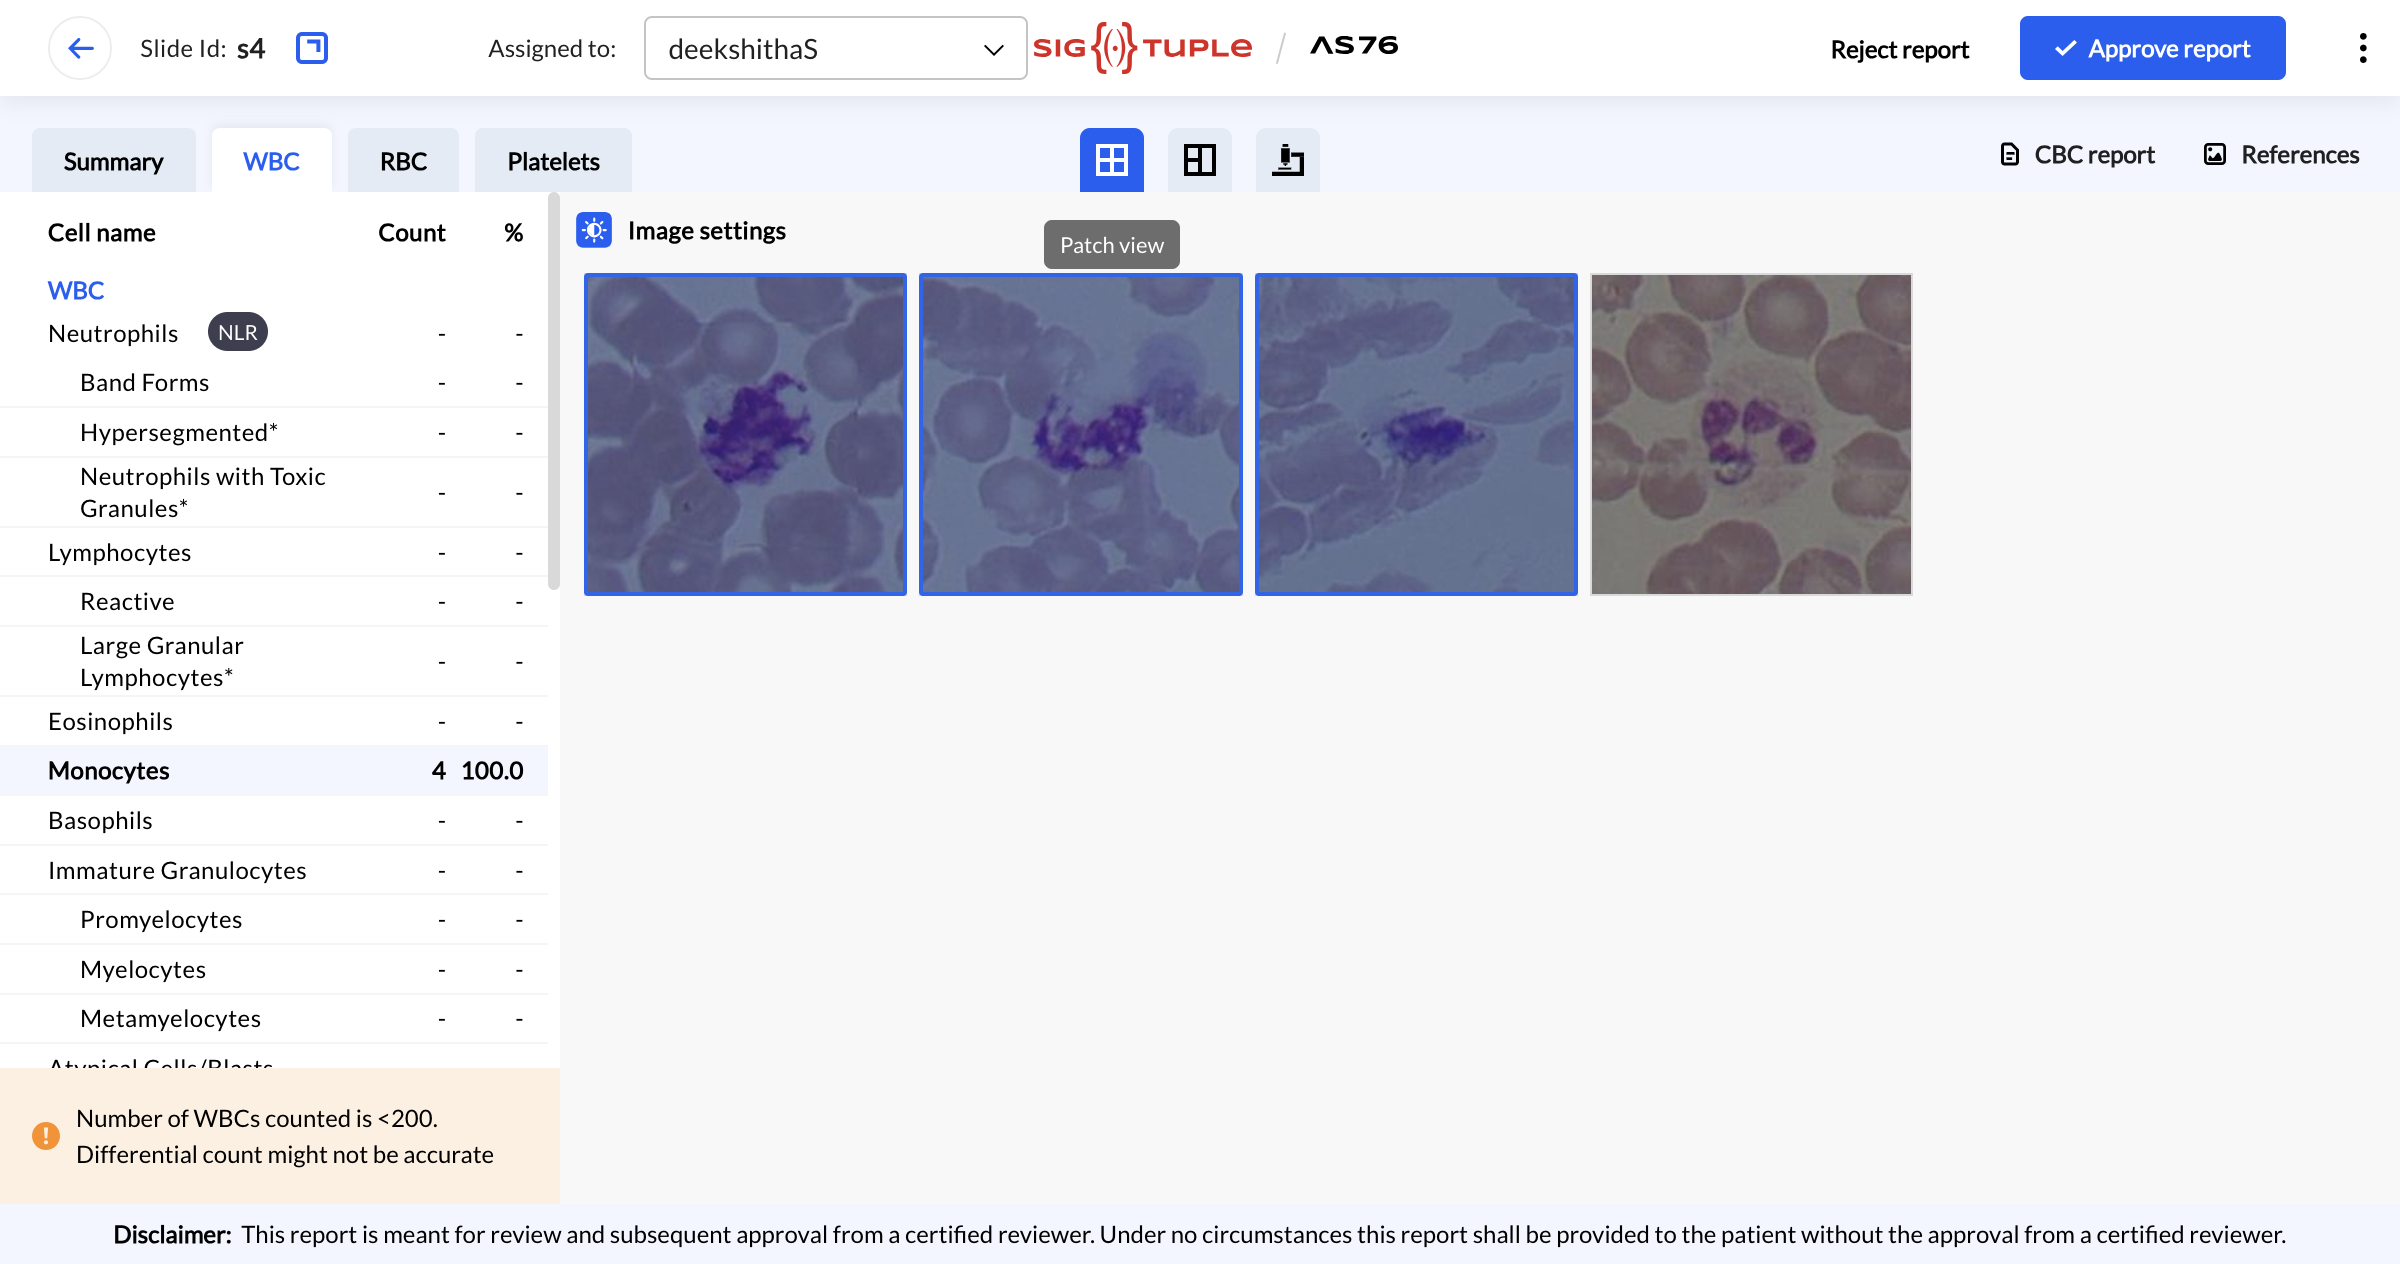 Slide Id: s4
Assigned to: deekshithaS
SIG TUPLE / AS76
Reject report
Approve report
Summary
WBC
RBC
Platelets
CBC report
References
Cell name Count %
Image settings
Patch view
WBC
Neutrophils NLR - -
Band Forms - -
Hypersegmented* - -
Neutrophils with Toxic
Granules* - -
Lymphocytes - -
Reactive - -
Large Granular
Lymphocytes* - -
Eosinophils - -
Monocytes 4 100.0
Basophils - -
Immature Granulocytes - -
Promyelocytes - -
Myelocytes - -
Metamyelocytes - -
Atypical Cells/Blasts
Number of WBCs counted is <200.
Differential count might not be accurate
Disclaimer: This report is meant for review and subsequent approval from a certified reviewer. Under no circumstances this report shall be provided to the patient without the approval from a certified reviewer.